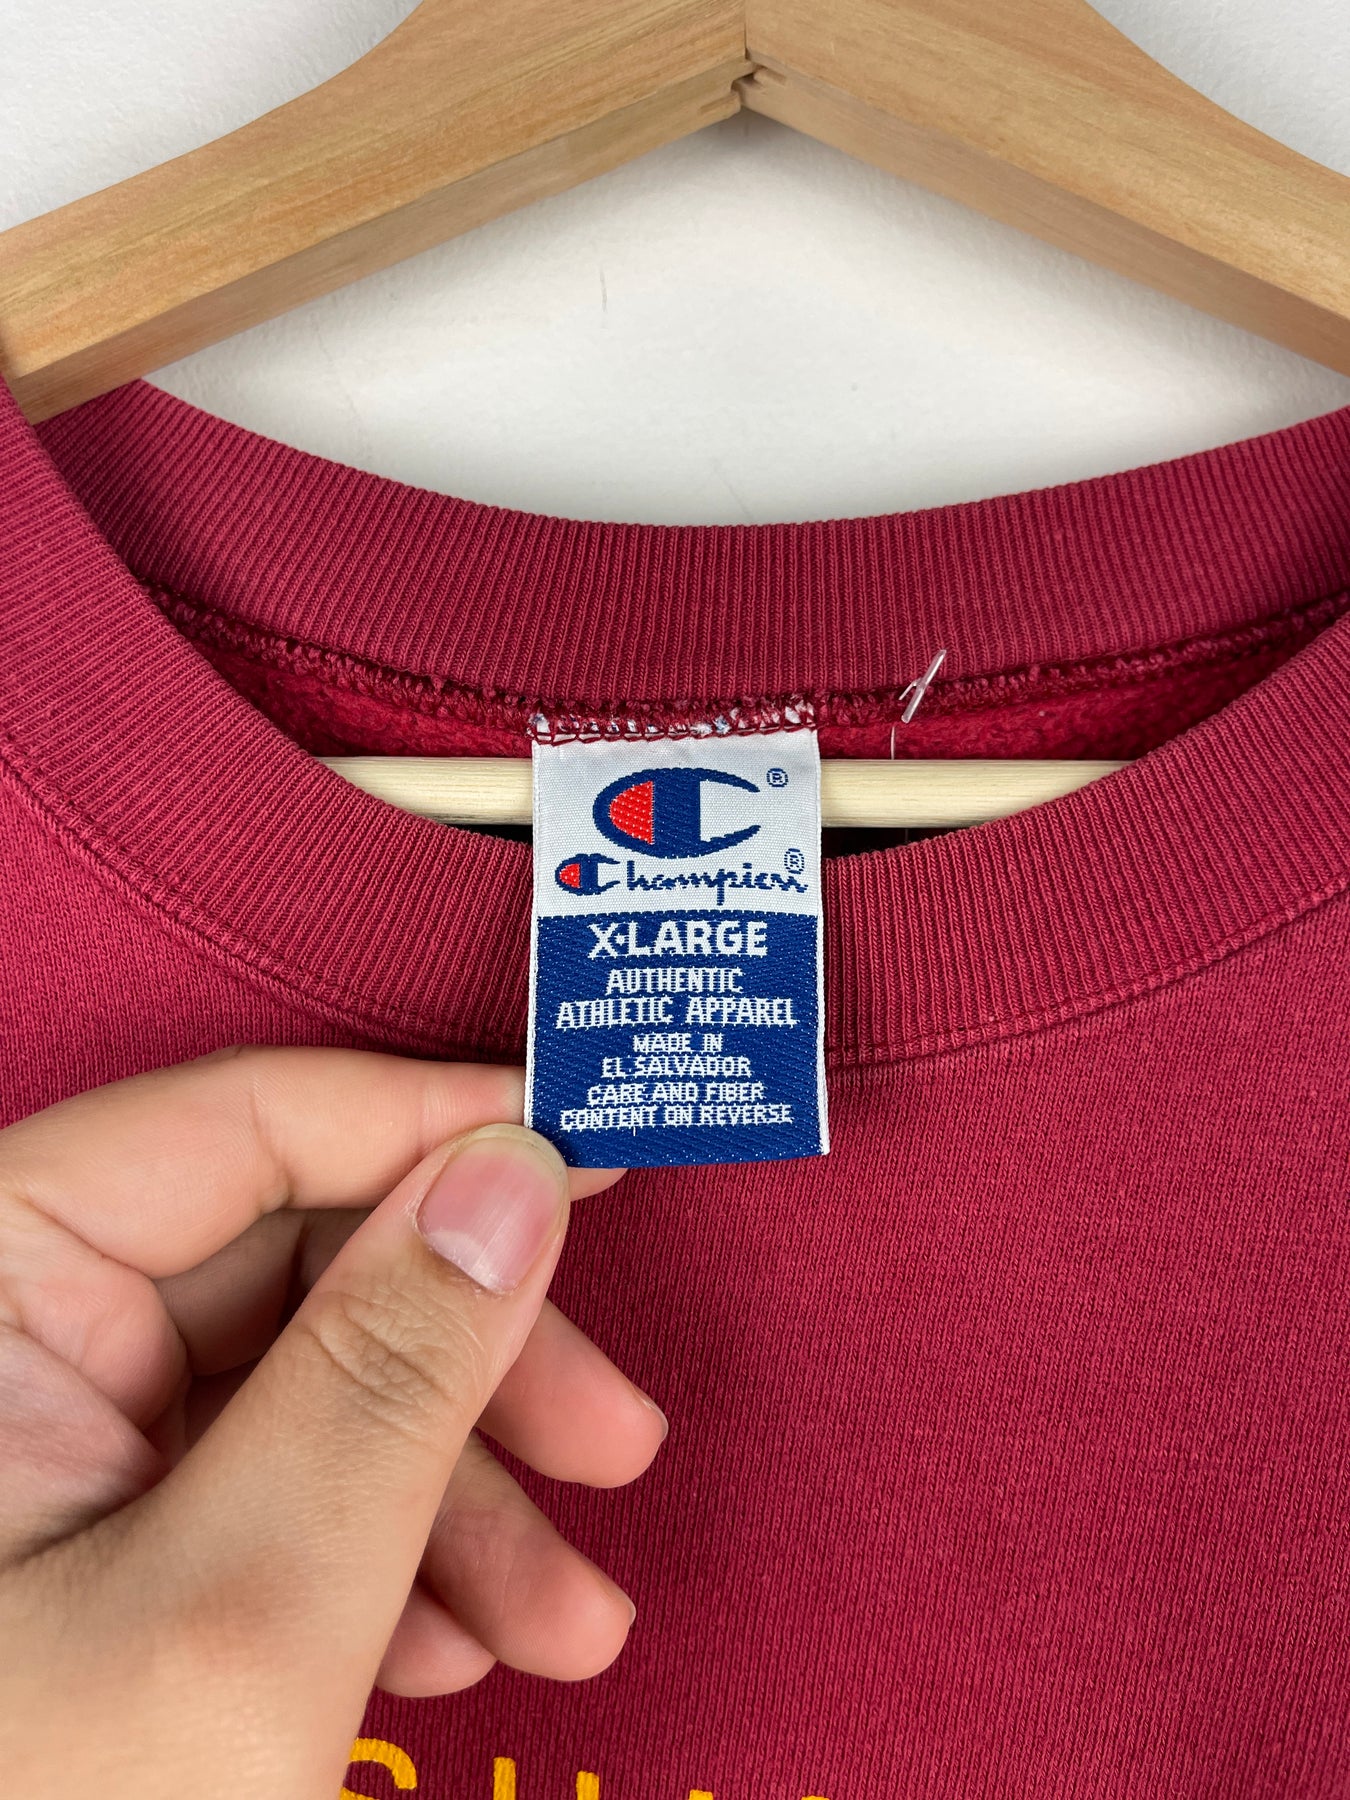 ®
Champion®
X-LARGE
AUTHENTIC
ATHLETIC APPAREL
MADE IN
EL SALVADOR
CARE AND FIBER
CONTENT ON REVERSE